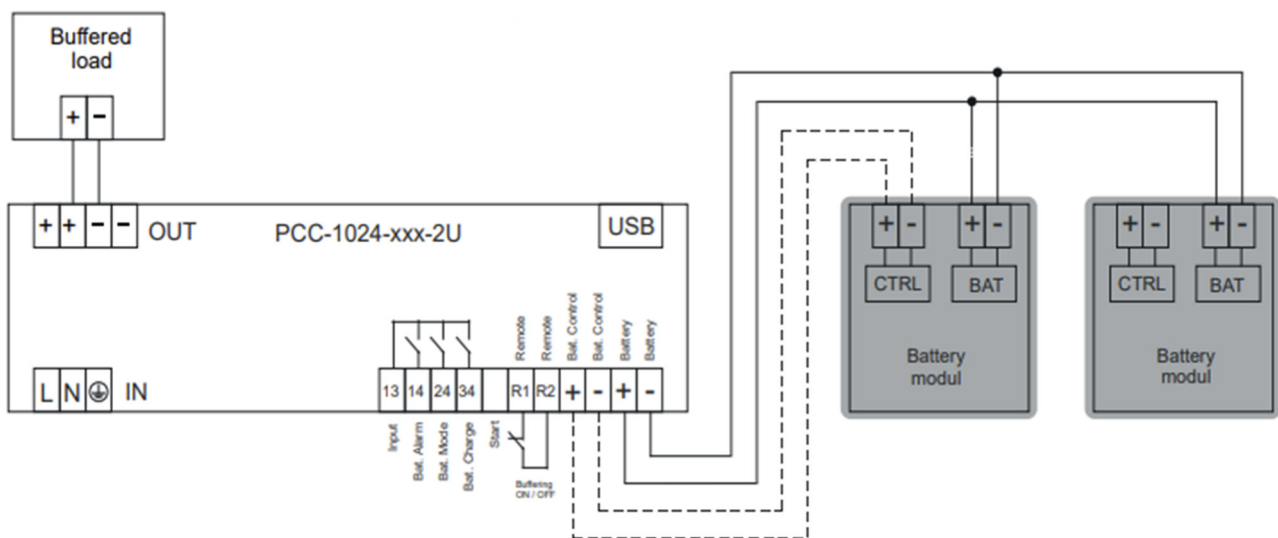 Buffered
load
+ -
+ + - - OUT
PCC-1024-xxx-2U
USB
L N IN
Remote
Remote
Bat. Control
Bat. Control
Battery
Battery
13 14 24 34 R1 R2 + - + -
Input
Bat. Alarm
Bat. Mode
Bat. Charge
Start
Buffering
ON / OFF
+ - + -
CTRL BAT
Battery
modul
+ - + -
CTRL BAT
Battery
modul